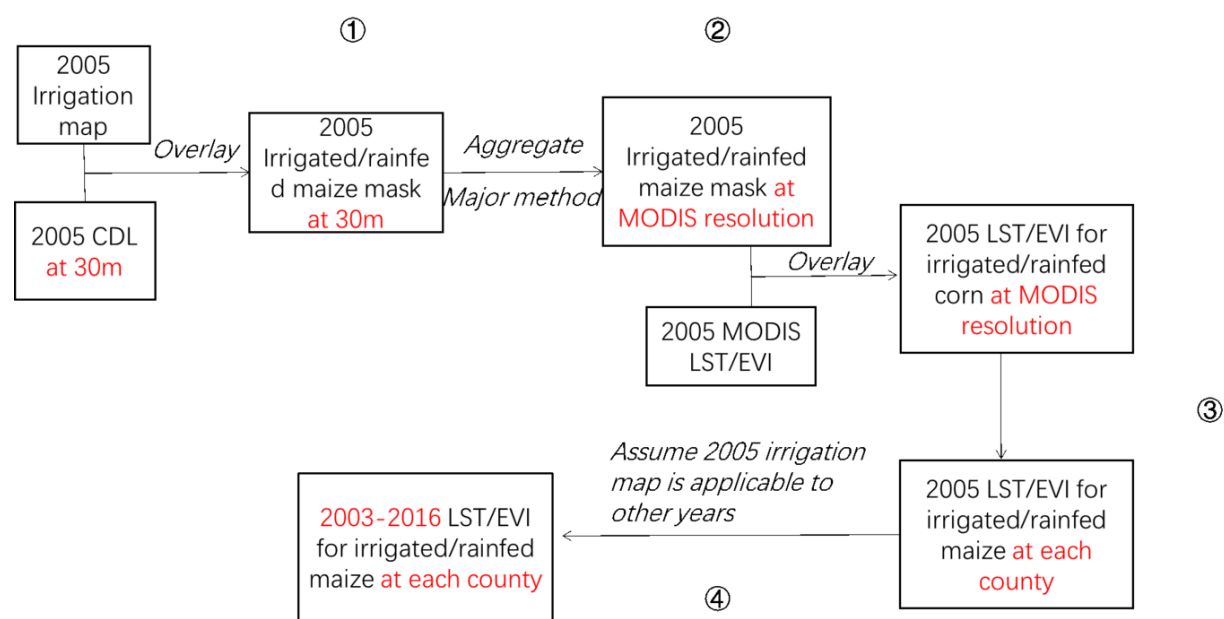 ①
②
2005
Irrigation
map
Overlay
2005 CDL
at 30m
2005
Irrigated/rainfe
d maize mask
at 30m
Aggregate
Major method
2005
Irrigated/rainfed
maize mask at
MODIS resolution
Overlay
2005 MODIS
LST/EVI
2005 LST/EVI for
irrigated/rainfed
corn at MODIS
resolution
③
2005 LST/EVI for
irrigated/rainfed
maize at each
county
Assume 2005 irrigation
map is applicable to
other years
④
2003-2016 LST/EVI
for irrigated/rainfed
maize at each county